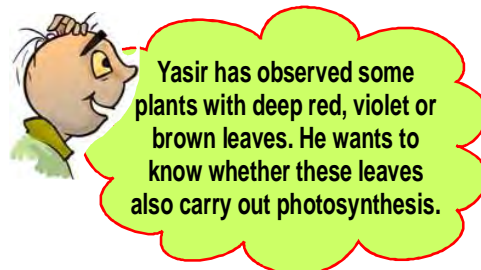 Yasir has observed some
plants with deep red, violet or
brown leaves. He wants to
know whether these leaves
also carry out photosynthesis.